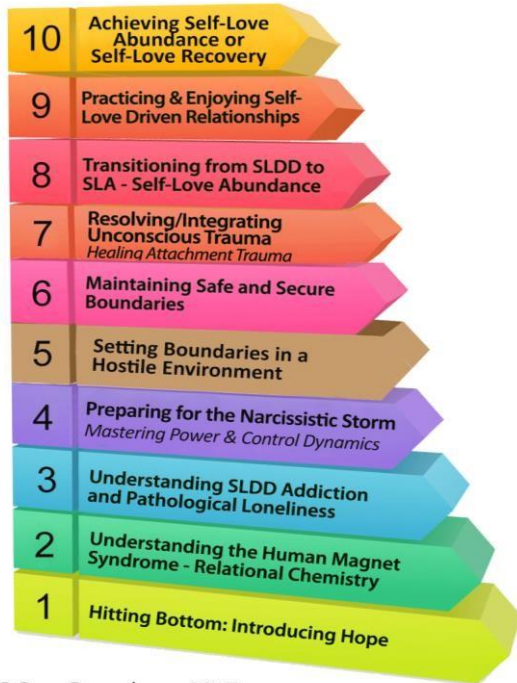 10 Achieving Self-Love
Abundance or
Self-Love Recovery
9 Practicing & Enjoying Self-
Love Driven Relationships
8 Transitioning from SLDD to
SLA - Self-Love Abundance
7 Resolving/Integrating
Unconscious Trauma
Healing Attachment Trauma
6 Maintaining Safe and Secure
Boundaries
5 Setting Boundaries in a
Hostile Environment
4 Preparing for the Narcissistic Storm
Mastering Power & Control Dynamics
3 Understanding SLDD Addiction
and Pathological Loneliness
2 Understanding the Human Magnet
Syndrome - Relational Chemistry
1 Hitting Bottom: Introducing Hope